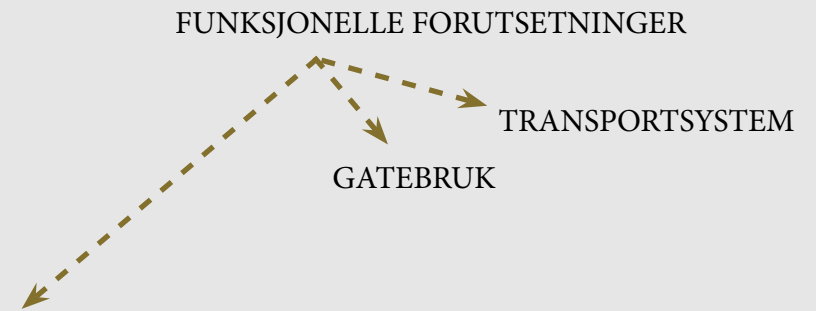 FUNKSJONELLE FORUTSETNINGER
TRANSPORTSYSTEM
GATEBRUK